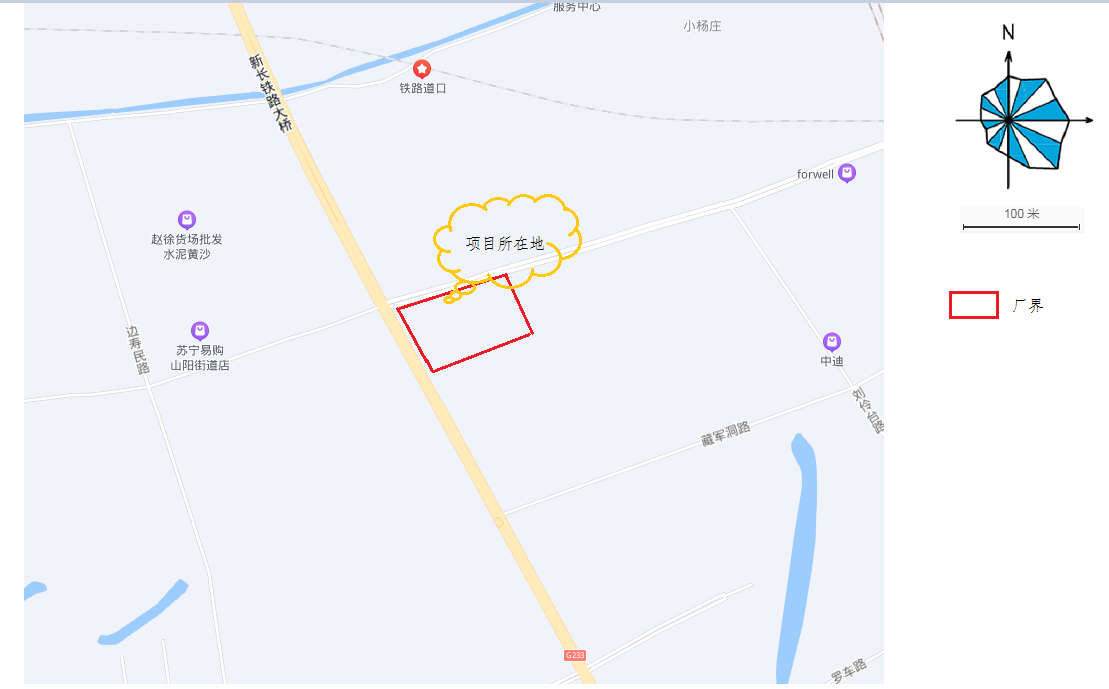 服务中心
小杨庄
N
新长铁路大桥
铁路道口
forwell
100 米
赵徐货场批发
水泥黄沙
项目所在地
厂界
边寿民路
苏宁易购
山阳街道店
中迪
刘伶台路
藏军洞路
G233
罗车路